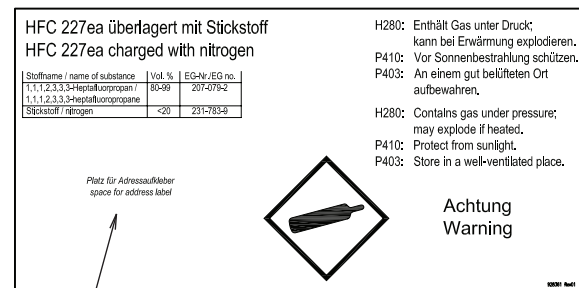 HFC 227ea überlagert mit Stickstoff
HFC 227ea charged with nitrogen
Stoffname / name of substance Vol. % EG-Nr./EG no.
1,1,1,2,3,3,3-Heptafluorpropan / 80-99 207-079-2
1,1,1,2,3,3,3-heptafluoropropane
Stickstoff / nitrogen <20 231-783-9
Platz für Adressaufkleber
space for address label
H280: Enthält Gas unter Druck;
kann bei Erwärmung explodieren.
P410: Vor Sonnenbestrahlung schützen.
P403: An einem gut belüfteten Ort
aufbewahren.
H280: Contains gas under pressure;
may explode if heated.
P410: Protect from sunlight.
P403: Store in a well-ventilated place.
Achtung
Warning